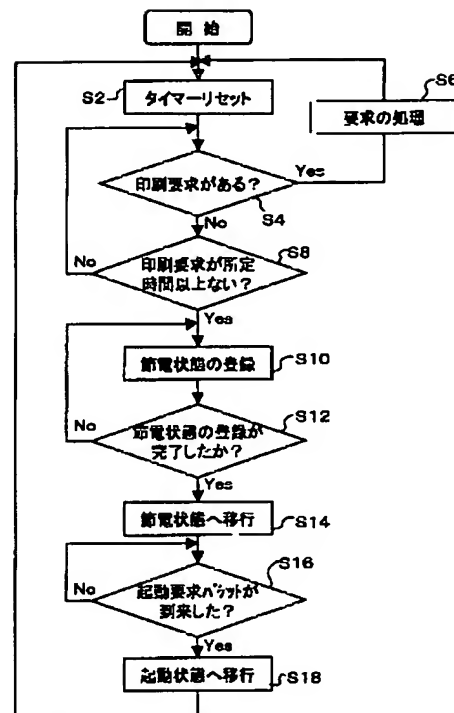 開 始
S2
タイマーリセット
S6
要求の処理
印刷要求がある?
Yes
S4
No
S8
印刷要求が所定
時間以上ない?
No
Yes
節電状態の登録
S10
S12
節電状態の登録が
完了したか?
No
Yes
節電状態へ移行
S14
S16
起動要求パケットが
到来した?
No
Yes
起動状態へ移行
S18